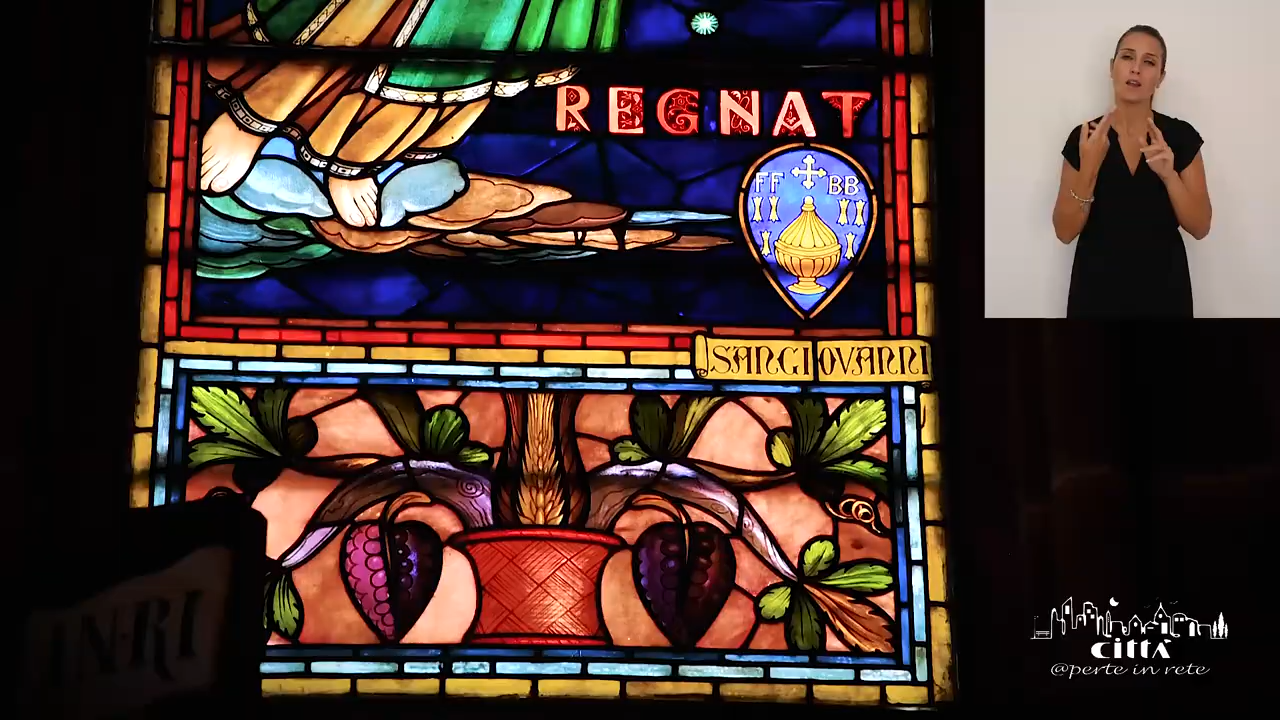 REGNAT
FF BB
SANGIOVANNI
INRI
CITTÀ
@perte in rete